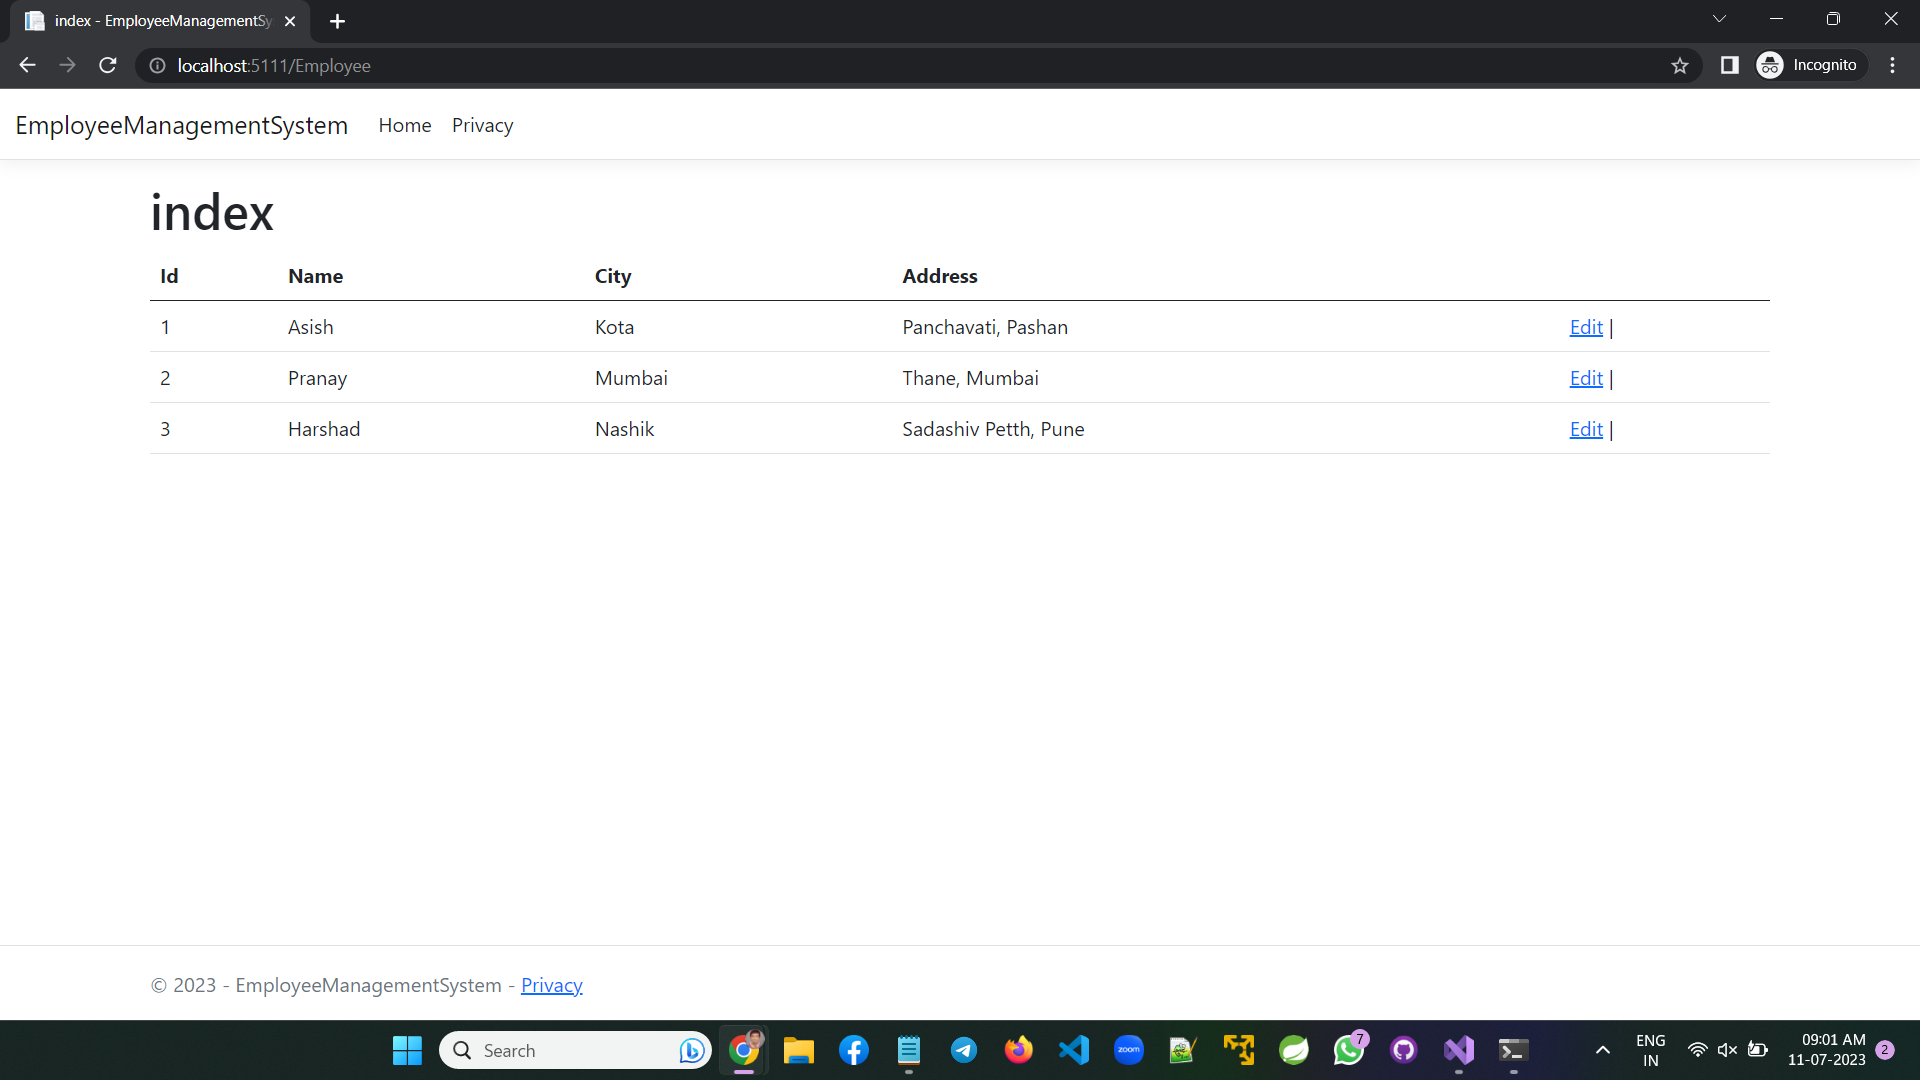 index - EmployeeManagementSy
localhost:5111/Employee
Incognito
EmployeeManagementSystem Home Privacy
index
Id Name City Address
1 Asish Kota Panchavati, Pashan Edit |
2 Pranay Mumbai Thane, Mumbai Edit |
3 Harshad Nashik Sadashiv Petth, Pune Edit |
© 2023 - EmployeeManagementSystem - Privacy
Search
zoom
7
ENG
IN
09:01 AM
11-07-2023
2